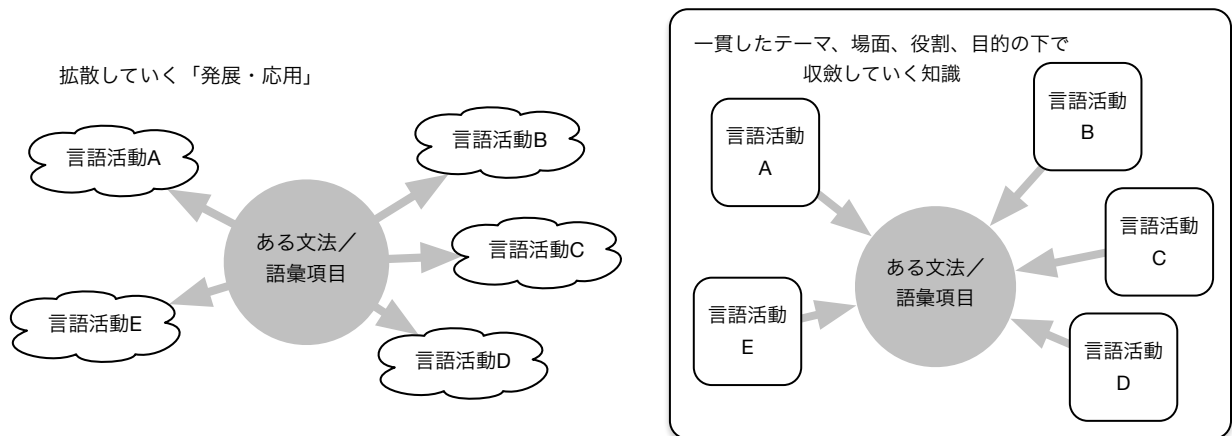 拡散していく「発展・応用」
言語活動A
言語活動B
ある文法／
語彙項目
言語活動C
言語活動E
言語活動D
一貫したテーマ、場面、役割、目的の下で
収斂していく知識
言語活動
A
言語活動
B
ある文法／
語彙項目
言語活動
C
言語活動
E
言語活動
D